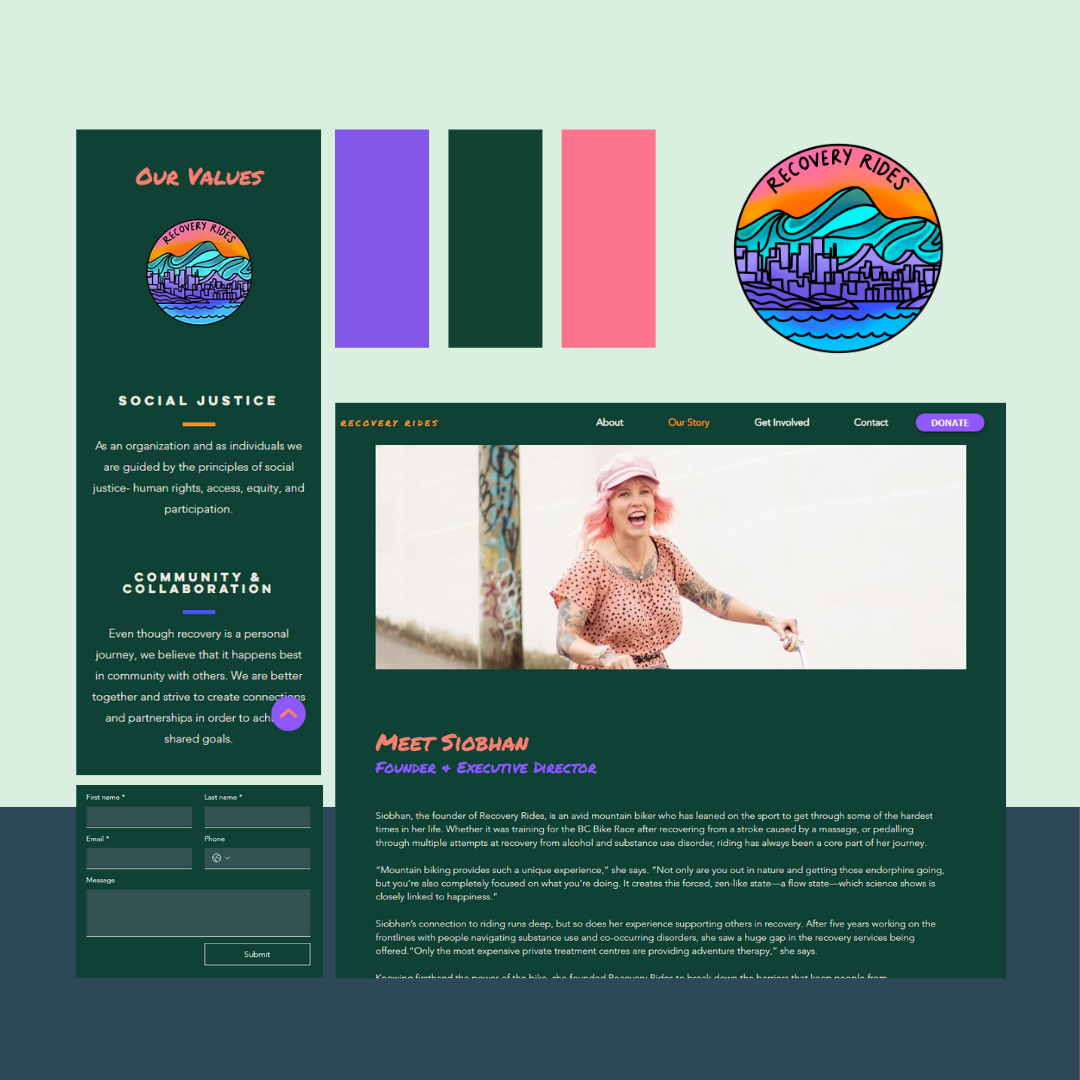 Our Values
RECOVERY RIDES
SOCIAL JUSTICE
As an organization and as individuals we
are guided by the principles of social
justice- human rights, access, equity, and
participation.
COMMUNITY &
COLLABORATION
Even though recovery is a personal
journey, we believe that it happens best
in community with others. We are better
together and strive to create connections
and partnerships in order to
shared goals.
First name *
Last name *
Email *
Phone
Message
Submit
RECOVERY RIDES
RECOVERY RIDES
About
Our Story
Get Involved
Contact
DONATE
Meet Siobhan
Founder & Executive Director
Siobhan, the founder of Recovery Rides, is an avid mountain biker who has leaned on the sport to get through some of the hardest
times in her life. Whether it was training for the BC Bike Race after recovering from a stroke caused by a massage, or pedalling
through multiple attempts at recovery from alcohol and substance use disorder, riding has always been a core part of her journey.
“Mountain biking provides such a unique experience,” she says. “Not only are you out in nature and getting those endorphins going,
but you're also completely focused on what you're doing. It creates this forced, zen-like state—a flow state—which science shows is
closely linked to happiness.”
Siobhan's connection to riding runs deep, but so does her experience supporting others in recovery. After five years working on the
frontlines with people navigating substance use and co-occurring disorders, she saw a huge gap in the recovery services being
offered.“Only the most expensive private treatment centres are providing adventure therapy,” she says.
Knowing firsthand the power of the bike, she founded Recovery Rides to break down the barriers that keep people from